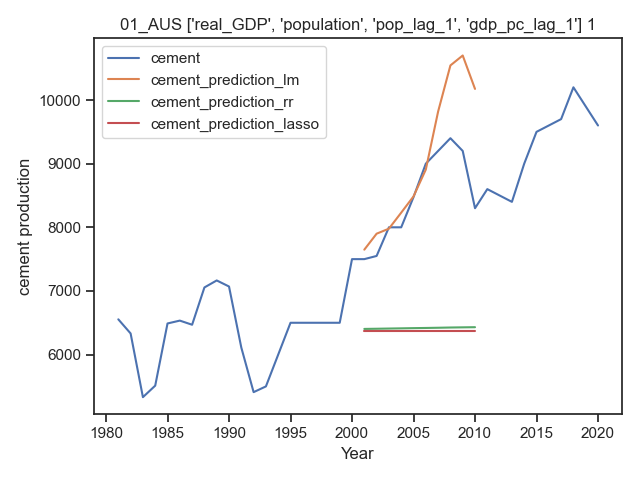 01_AUS ['real_GDP', 'population', 'pop_lag_1', 'gdp_pc_lag_1'] 1
cement
cement_prediction_lm
cement_prediction_rr
cement_prediction_lasso
10000
9000
8000
7000
6000
cement production
1980 1985 1990 1995 2000 2005 2010 2015 2020
Year